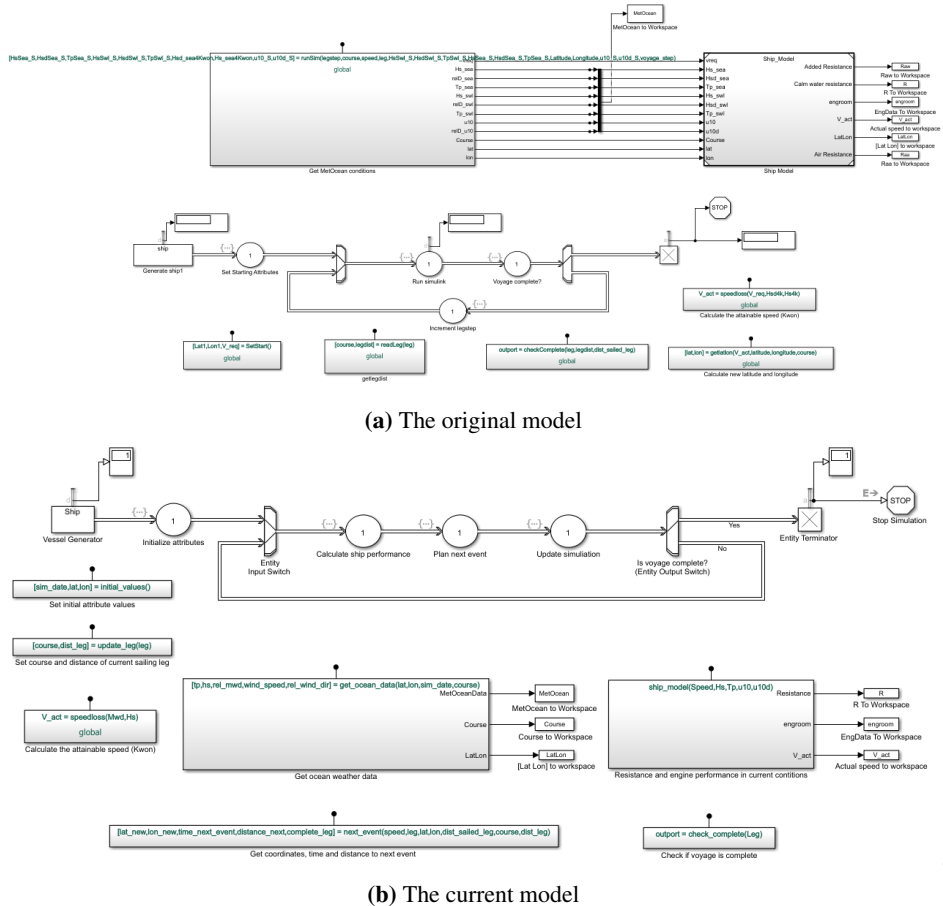 MetOcean
MetOcean to Workspace
[HsSea_S,HsdSea_S,TpSea_S,HsSwl_S,HsdSwl_S,TpSwl_S,Hsd_sea4Kwon,Hs_sea4Kwon,u10_S,u10d_S] = runSim(legstep,course,speed,leg,HsSwl_S,HsdSwl_S,TpSwl_S,HsSea_S,HsdSea_S,TpSea_S,Latitude,Longitude,u10_S,u10d_S,voyage_step)
global
vreq
Hs_sea
relD_sea
Tp_sea
Hs_swl
relD_swl
Tp_swl
u10
relD_u10
Course
lat
lon
Get MetOcean conditions
Ship_Model
vreq
Hs_sea
Hsd_sea
Tp_sea
Hs_swl
Hsd_swl
Tp_swl
u10
u10d
Course
lat
lon
Added Resistance
Calm water resistance
engroom
V_act
LatLon
Air Resistance
Ship Model
Raw
Raw to Workspace
R
R To Workspace
engroom
EngData To Workspace
V_act
Actual speed to workspace
LatLon
[Lat Lon] to workspace
Raa
Raa to Workspace
STOP
d
ship
Generate ship1
{...}
1
Set Starting Attributes
{...}
1
Run simulink
{...}
1
Voyage complete?
{...}
1
Increment legstep
{...}
V_act = speedloss(V_req,Hsd4k,Hs4k)
global
Calculate the attainable speed (Kwon)
[Lat1,Lon1,V_req] = SetStart()
global
[course,legdist] = readLeg(leg)
global
getlegdist
outport = checkComplete(leg,legdist,dist_sailed_leg)
global
[lat,lon] = getlatlon(V_act,latitude,longitude,course)
global
Calculate new latitude and longitude
(a) The original model
1
d
Ship
Vessel Generator
{...}
1
Initialize attributes
Entity
Input Switch
{...}
1
Calculate ship performance
{...}
1
Plan next event
{...}
1
Update simuliation
{...}
Is voyage complete?
(Entity Output Switch)
Yes
No
1
Entity Terminator
E
STOP
Stop Simulation
[sim_date,lat,lon] = initial_values()
Set initial attribute values
[course,dist_leg] = update_leg(leg)
Set course and distance of current sailing leg
V_act = speedloss(Mwd,Hs)
global
Calculate the attainable speed (Kwon)
[tp,hs,rel_mwd,wind_speed,rel_wind_dir] = get_ocean_data(lat,lon,sim_date,course)
MetOceanData
Course
LatLon
Get ocean weather data
MetOcean
MetOcean to Workspace
Course
Course to Workspace
LatLon
[Lat Lon] to workspace
ship_model(Speed,Hs,Tp,u10,u10d)
Resistance
engroom
V_act
Resistance and engine performance in current contitions
R
R To Workspace
engroom
EngData To Workspace
V_act
Actual speed to workspace
[lat_new,lon_new,time_next_event,distance_next,complete_leg] = next_event(speed,leg,lat,lon,dist_sailed_leg,course,dist_leg)
Get coordinates, time and distance to next event
outport = check_complete(Leg)
Check if voyage is complete
(b) The current model